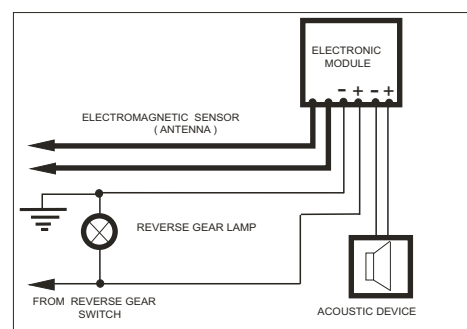 ELECTRONIC
MODULE
- + - +
ELECTROMAGNETIC SENSOR
( ANTENNA )
REVERSE GEAR LAMP
FROM REVERSE GEAR
SWITCH
ACOUSTIC DEVICE